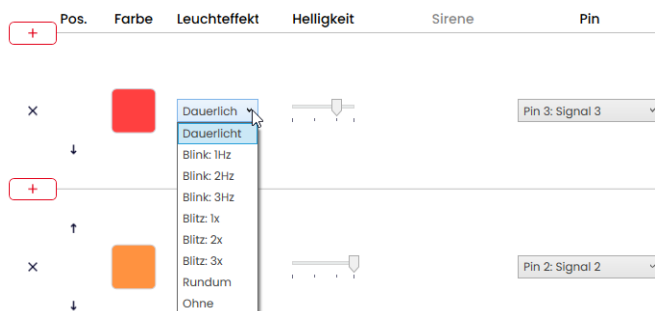 Pos. Farbe Leuchteffekt Helligkeit Sirene Pin
+
× Dauerlich Pin 3: Signal 3
Dauerlicht
↓ Blink: 1Hz
Blink: 2Hz
+ Blink: 3Hz
Blitz: 1x
↑ Blitz: 2x
× Blitz: 3x Pin 2: Signal 2
Rundum
↓ Ohne